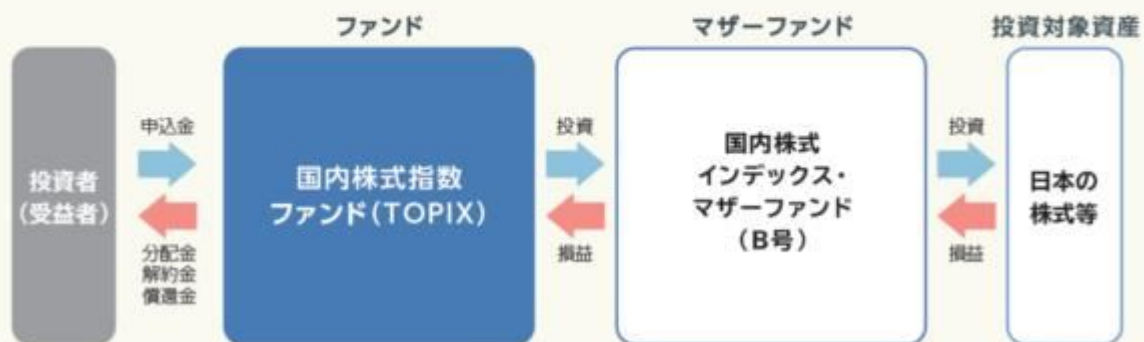 ファンド
マザーファンド
投資対象資産
投資者
(受益者)
申込金
分配金
解約金
償還金
国内株式指数
ファンド(TOPIX)
投資
損益
国内株式
インデックス・
マザーファンド
(B号)
投資
損益
日本の
株式等